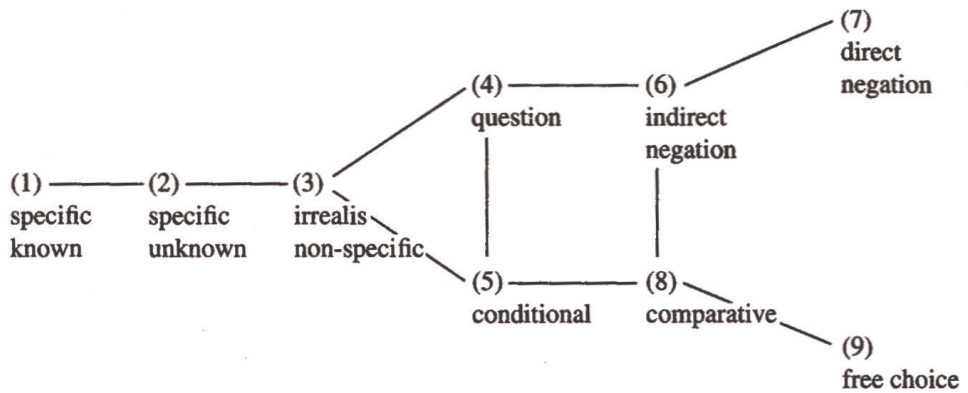 (7)
direct
negation
(4)
question
(6)
indirect
negation
(1)
specific
known
(2)
specific
unknown
(3)
irrealis
non-specific
(5)
conditional
(8)
comparative
(9)
free choice